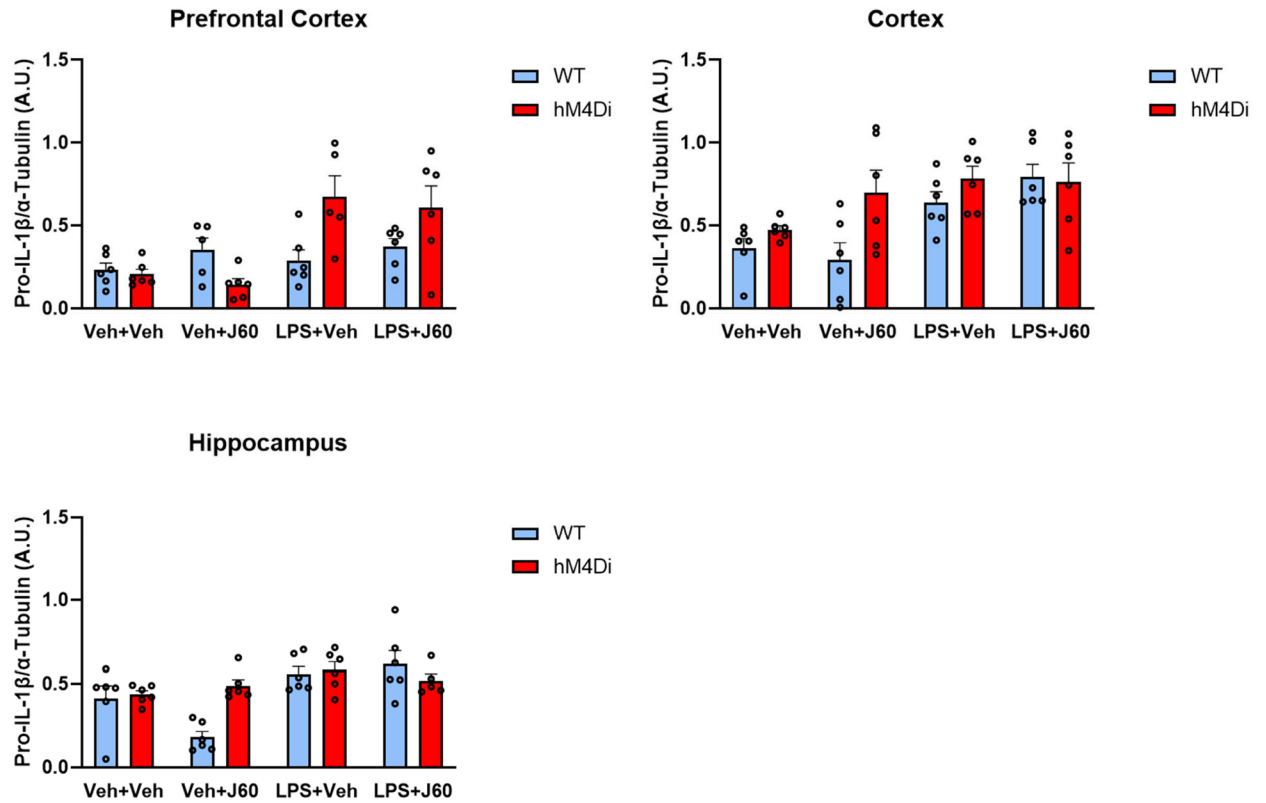 Prefrontal Cortex
Pro-IL-1β/α-Tubulin (A.U.)
1.5
1.0
0.5
0.0
Veh+Veh Veh+J60 LPS+Veh LPS+J60
WT
hM4Di
Cortex
Pro-IL-1β/α-Tubulin (A.U.)
1.5
1.0
0.5
0.0
Veh+Veh Veh+J60 LPS+Veh LPS+J60
WT
hM4Di
Hippocampus
Pro-IL-1β/α-Tubulin (A.U.)
1.5
1.0
0.5
0.0
Veh+Veh Veh+J60 LPS+Veh LPS+J60
WT
hM4Di